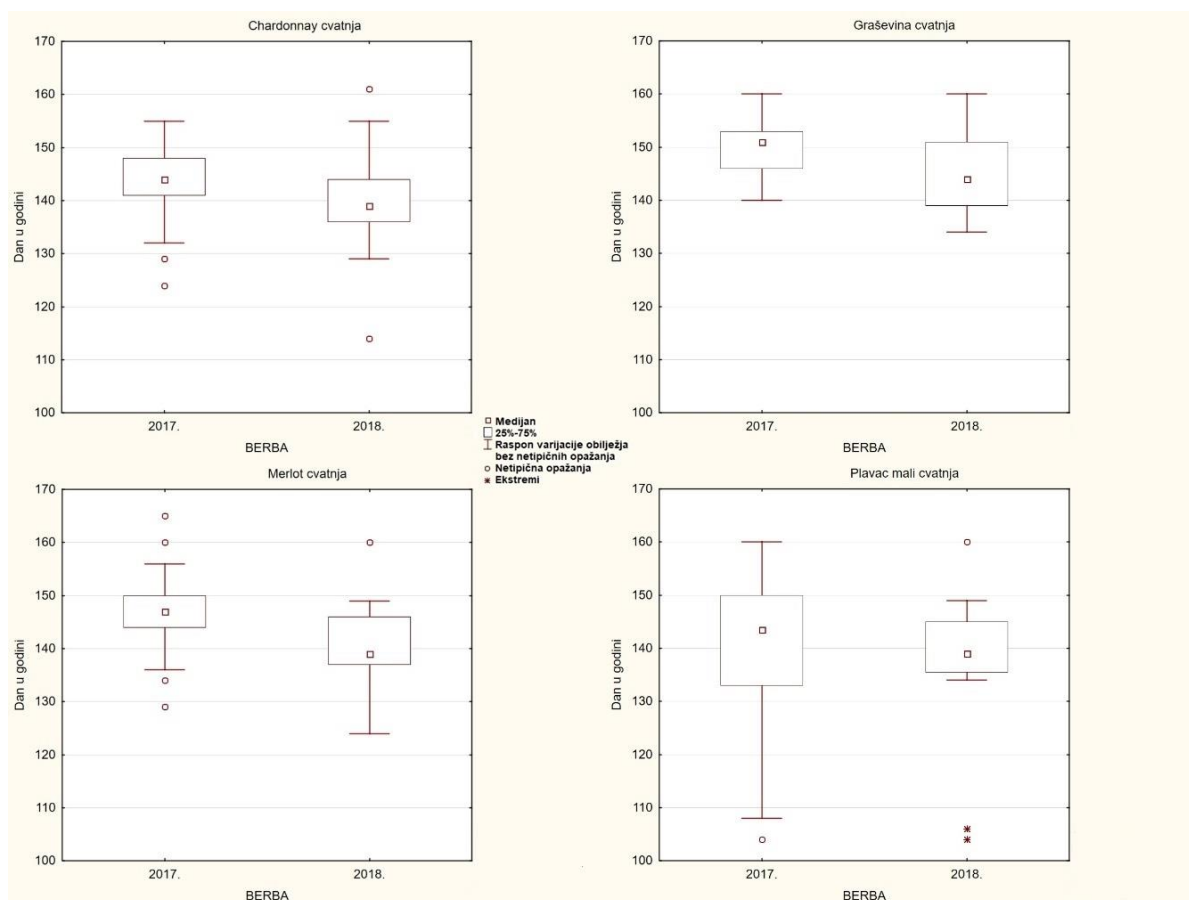 Chardonnay cvatnja
170
160
150
140
130
120
110
100
Dan u godini
2017.
2018.
BERBA
Graševina cvatnja
170
160
150
140
130
120
110
100
Dan u godini
2017.
2018.
BERBA
Medijan
25%-75%
Raspon varijacije obilježja
bez netipičnih opažanja
Netipična opažanja
Ekstremi
Merlot cvatnja
170
160
150
140
130
120
110
100
Dan u godini
2017.
2018.
BERBA
Plavac mali cvatnja
170
160
150
140
130
120
110
100
Dan u godini
2017.
2018.
BERBA